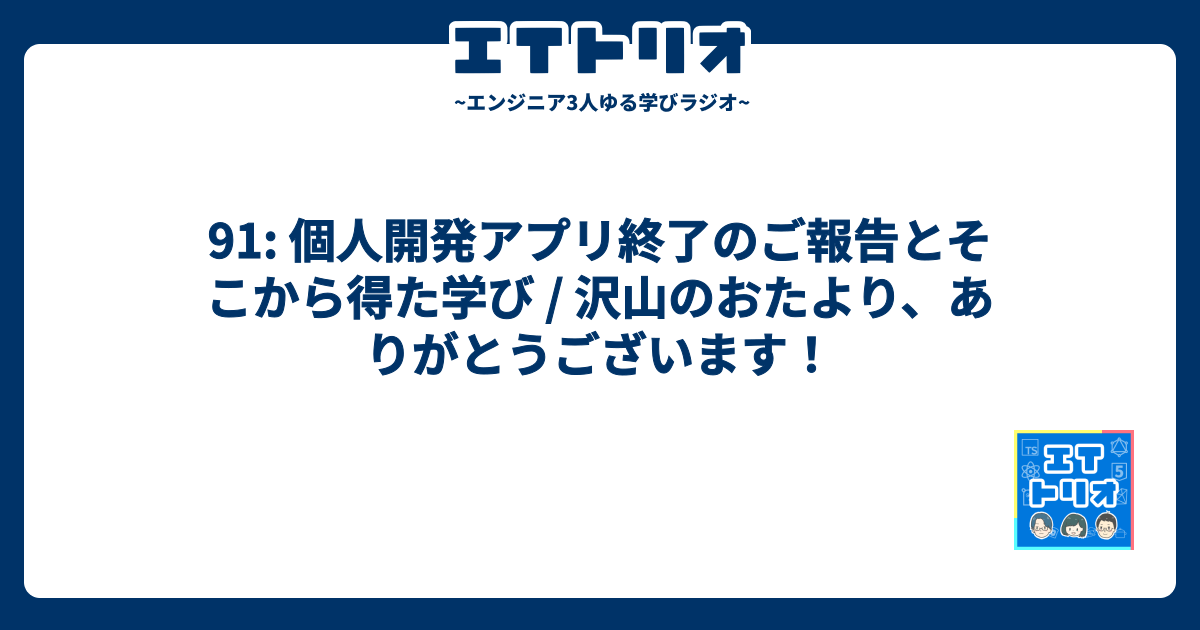 エIトリオ
~エンジニア3人ゆる学びラジオ~
91: 個人開発アプリ終了のご報告とそ
こから得た学び / 沢山のおたより、あ
りがとうございます！
TS
エI
5
トリオ